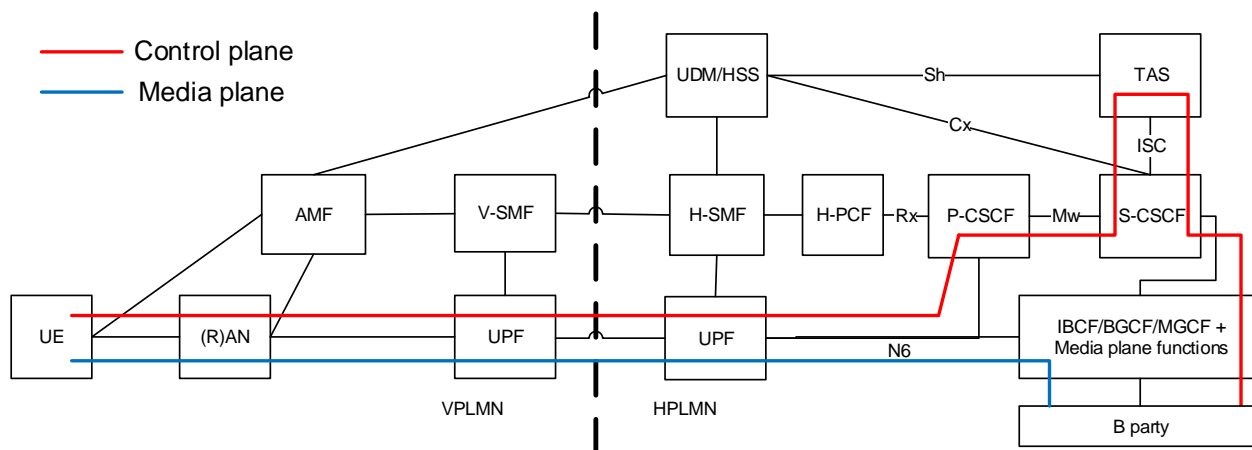 Control plane
Media plane
UDM/HSS
Sh
TAS
Cx
ISC
AMF
V-SMF
H-SMF
H-PCF
Rx
P-CSCF
Mw
S-CSCF
UE
(R)AN
UPF
UPF
N6
IBCF/BGCF/MGCF +
Media plane functions
VPLMN
HPLMN
B party